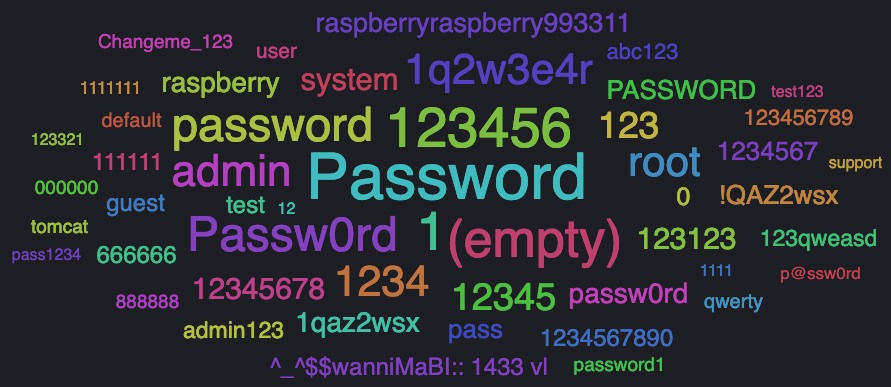 raspberryraspberry993311
Changeme_123 user 1q2w3e4r abc123
1111111 raspberry system PASSWORD test123
default password 123456 123 123456789
123321 111111 admin Password root 1234567 support
000000 guest test 12 0 !QAZ2wsx
tomcat Passw0rd 1 (empty) 123123 123qweasd
pass1234 666666 1111 p@ssw0rd
888888 12345678 1234 12345 passw0rd qwerty
admin123 1qaz2wsx pass 1234567890
^_^$$wanniMaBI:: 1433 vl password1